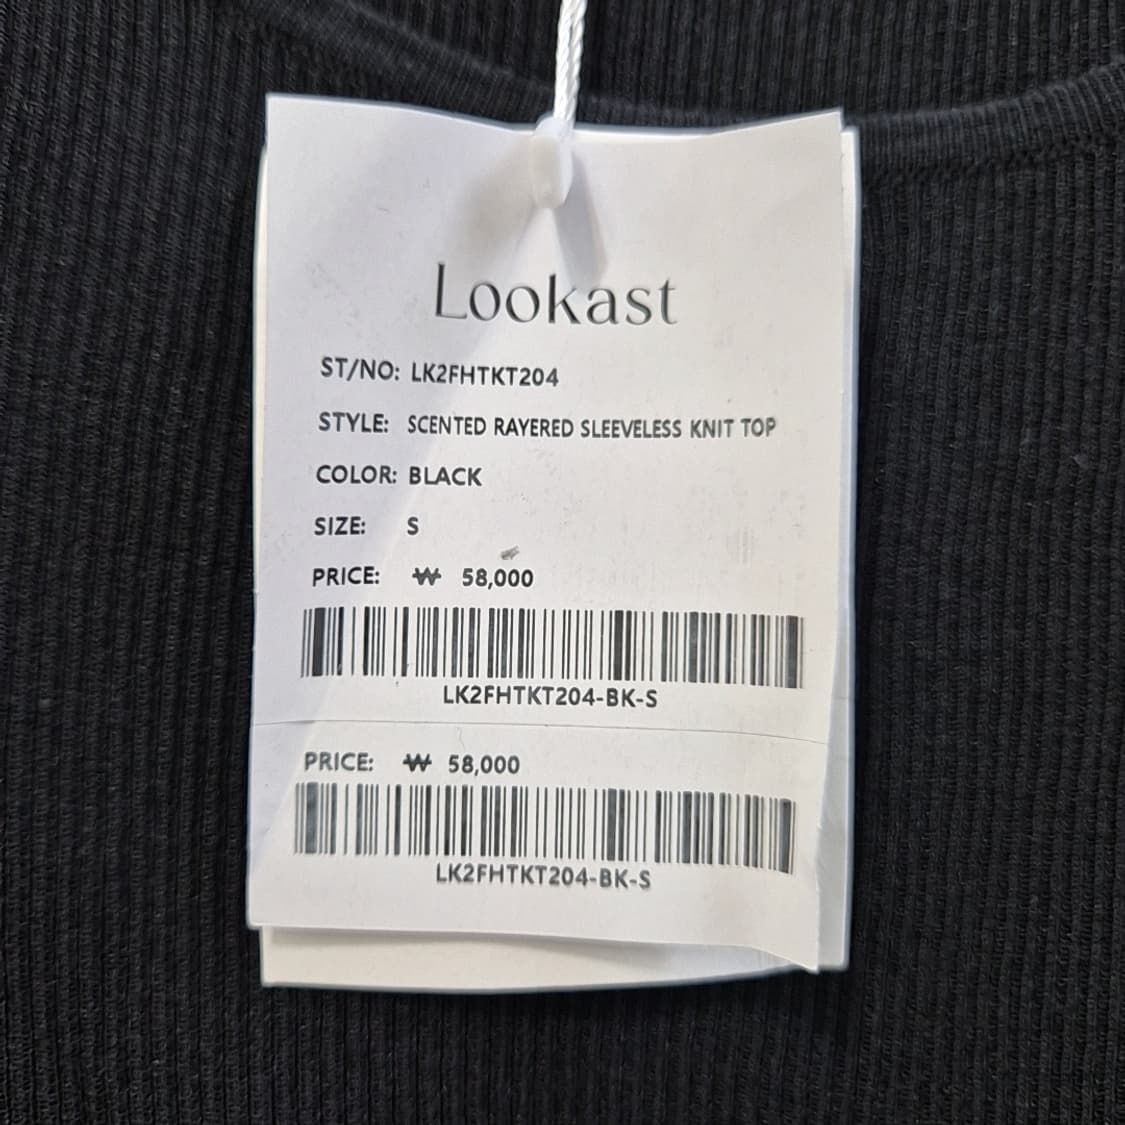 Lookast
ST/NO: LK2FHTKT204
STYLE: SCENTED RAYERED SLEEVELESS KNIT TOP
COLOR: BLACK
SIZE: S
PRICE: ₩ 58,000
LK2FHTKT204-BK-S
PRICE: ₩ 58,000
LK2FHTKT204-BK-S